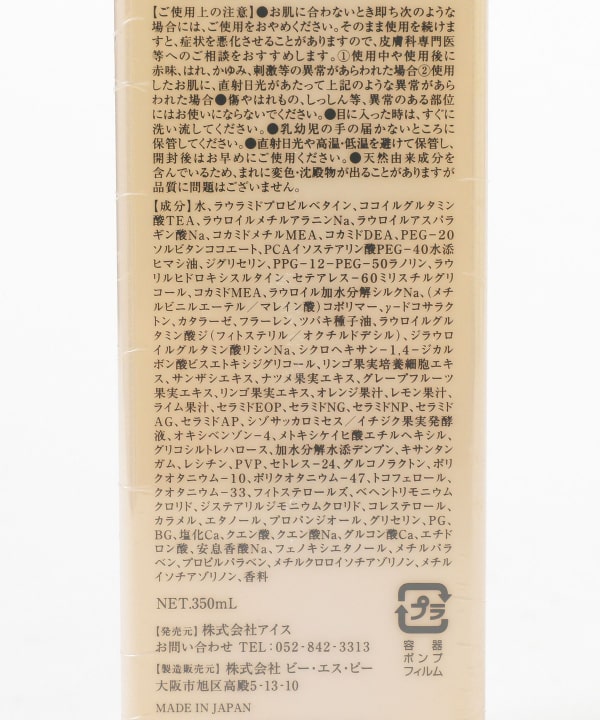 【ご使用上の注意】●お肌に合わないとき即ち次のような
場合には、ご使用をおやめください。そのまま使用を続けま
すと、症状を悪化させることがありますので、皮膚科専門医
等へのご相談をおすすめします。①使用中や使用後に
赤味、はれ、かゆみ、刺激等の異常があらわれた場合②使用
したお肌に、直射日光があたって上記のような異常があら
われた場合●傷やはれもの、しっしん等、異常のある部位
にはお使いにならないでください。●目に入った時は、すぐに
洗い流してください。●乳幼児の手の届かないところに
保管してください。●直射日光や高温・低温を避けて保管し、
開封後はお早めにご使用ください。●天然由来成分を
含んでいるため、まれに変色・沈殿物が出ることがありますが
品質に問題はございません。
【成分】水、ラウラミドプロピルベタイン、ココイルグルタミン
酸TEA、ラウロイルメチルアラニンNa、ラウロイルアスパラ
ギン酸Na、コカミドメチルMEA、コカミドDEA、PEG-20
ソルビタンココエート、PCAイソステアリン酸PEG-40水添
ヒマシ油、ジグリセリン、PPG-12-PEG-50ラノリン、ラウ
リルヒドロキシスルタイン、セテアレス-60ミリスチルグリ
コール、コカミドMEA、ラウロイル加水分解シルクNa、（メチ
ルビニルエーテル／マレイン酸）コポリマー、γ-ドコサラク
トン、カタラーゼ、フラーレン、ツバキ種子油、ラウロイルグル
タミン酸ジ（フィトステリル／オクチルドデシル）、ジラウロ
イルグルタミン酸リシンNa、シクロヘキサン-1,4-ジカル
ボン酸ビスエトキシジグリコール、リンゴ果実培養細胞エキ
ス、サンザシエキス、ナツメ果実エキス、グレープフルーツ
果実エキス、リンゴ果実エキス、オレンジ果汁、レモン果汁、
ライム果汁、セラミドEOP、セラミドNG、セラミドNP、セラミド
AG、セラミドAP、シゾサッカロミセス／イチジク果実発酵
液、オキシベンゾン-4、メトキシケイヒ酸エチルヘキシル、
グリコシルトレハロース、加水分解水添デンプン、キサンタン
ガム、レシチン、PVP、セトレス-24、グルコノラクトン、ポリ
クオタニウム-10、ポリクオタニウム-47、トコフェロール、
クオタニウム-33、フィトステロールズ、ベヘントリモニウム
クロリド、ジステアリルジモニウムクロリド、コレステロール、
カラメル、エタノール、プロパンジオール、グリセリン、PG、
BG、塩化Ca、クエン酸、クエン酸Na、グルコン酸Ca、エチド
ロン酸、安息香酸Na、フェノキシエタノール、メチルパラ
ベン、プロピルパラベン、メチルクロロイソチアゾリノン、メチル
イソチアゾリノン、香料
NET.350mL
【発売元】株式会社アイス
お問い合わせ TEL：052-842-3313
【製造販売元】株式会社 ビー・エス・ビー
大阪市旭区高殿5-13-10
MADE IN JAPAN
プラ
容器
ポンプ
フィルム